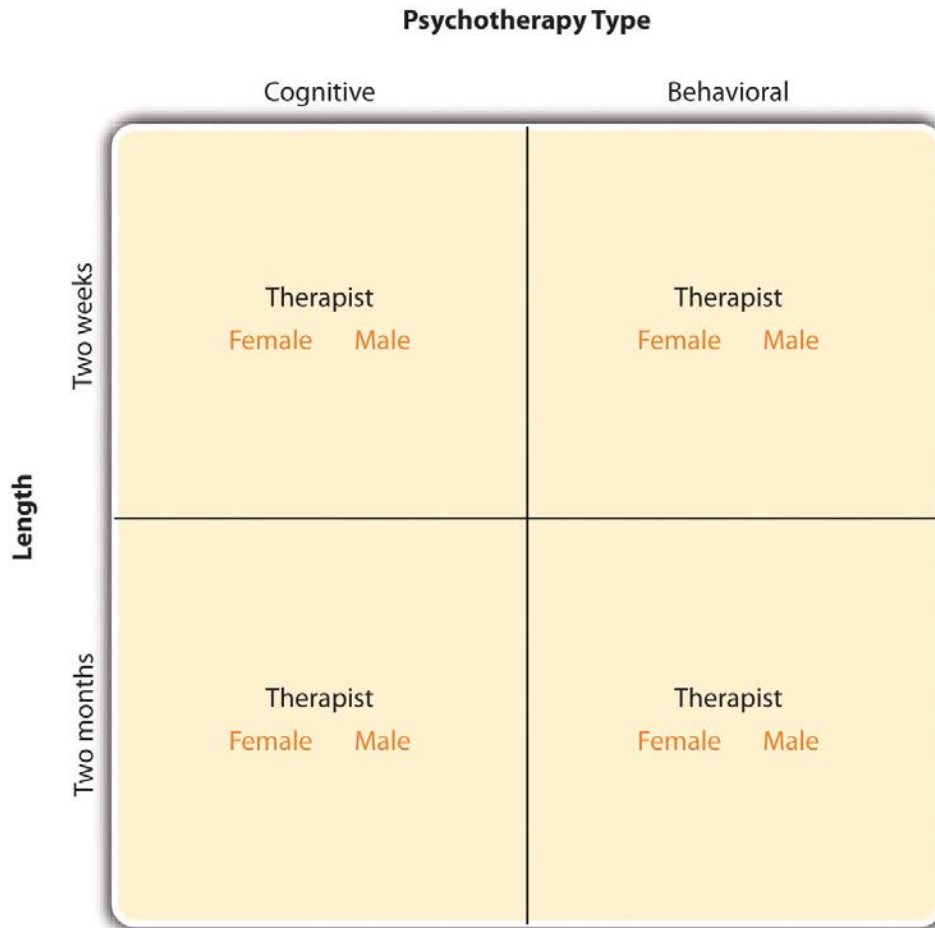 Psychotherapy Type
Cognitive Behavioral
Length
Two weeks
Therapist Therapist
Female Male Female Male
Two months
Therapist Therapist
Female Male Female Male